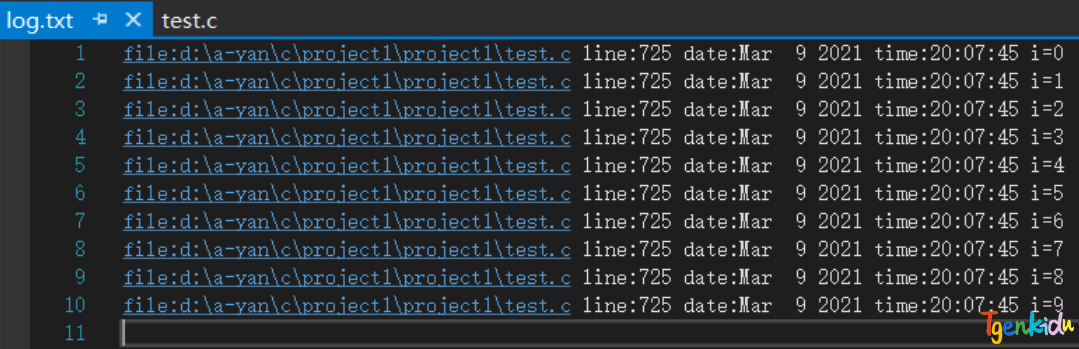 log.txt test.c
1 file:d:\a-yan\c\project1\project1\test.c line:725 date:Mar  9 2021 time:20:07:45 i=0
2 file:d:\a-yan\c\project1\project1\test.c line:725 date:Mar  9 2021 time:20:07:45 i=1
3 file:d:\a-yan\c\project1\project1\test.c line:725 date:Mar  9 2021 time:20:07:45 i=2
4 file:d:\a-yan\c\project1\project1\test.c line:725 date:Mar  9 2021 time:20:07:45 i=3
5 file:d:\a-yan\c\project1\project1\test.c line:725 date:Mar  9 2021 time:20:07:45 i=4
6 file:d:\a-yan\c\project1\project1\test.c line:725 date:Mar  9 2021 time:20:07:45 i=5
7 file:d:\a-yan\c\project1\project1\test.c line:725 date:Mar  9 2021 time:20:07:45 i=6
8 file:d:\a-yan\c\project1\project1\test.c line:725 date:Mar  9 2021 time:20:07:45 i=7
9 file:d:\a-yan\c\project1\project1\test.c line:725 date:Mar  9 2021 time:20:07:45 i=8
10 file:d:\a-yan\c\project1\project1\test.c line:725 date:Mar  9 2021 time:20:07:45 i=9
11
Tgenkidu